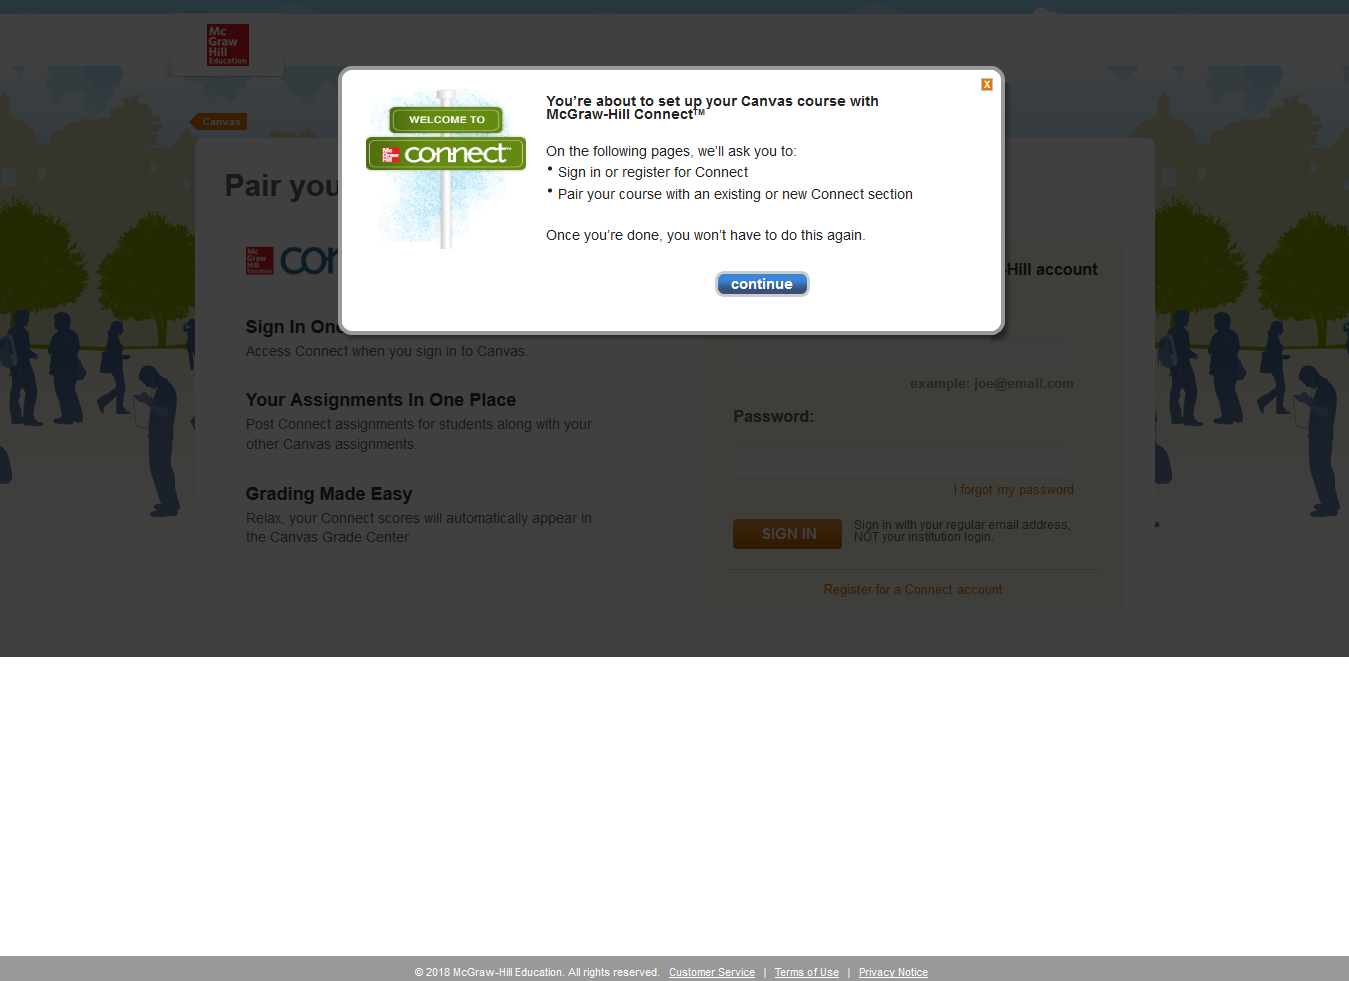 Mc
Graw
Hill
Education
Canvas
Pair you
Mc
Graw
Hill
Education
con
Sign In One
Access Connect when you sign in to Canvas.
Your Assignments In One Place
Post Connect assignments for students along with your
other Canvas assignments.
Grading Made Easy
Relax, your Connect scores will automatically appear in
the Canvas Grade Center.
WELCOME TO
Mc
Graw
Hill
connect™
X
You’re about to set up your Canvas course with
McGraw-Hill Connect™
On the following pages, we’ll ask you to:
• Sign in or register for Connect
• Pair your course with an existing or new Connect section
Once you’re done, you won’t have to do this again.
continue
-Hill account
example: joe@email.com
Password:
I forgot my password
SIGN IN
Sign in with your regular email address,
NOT your institution login.
Register for a Connect account
© 2018 McGraw-Hill Education. All rights reserved. Customer Service | Terms of Use | Privacy Notice